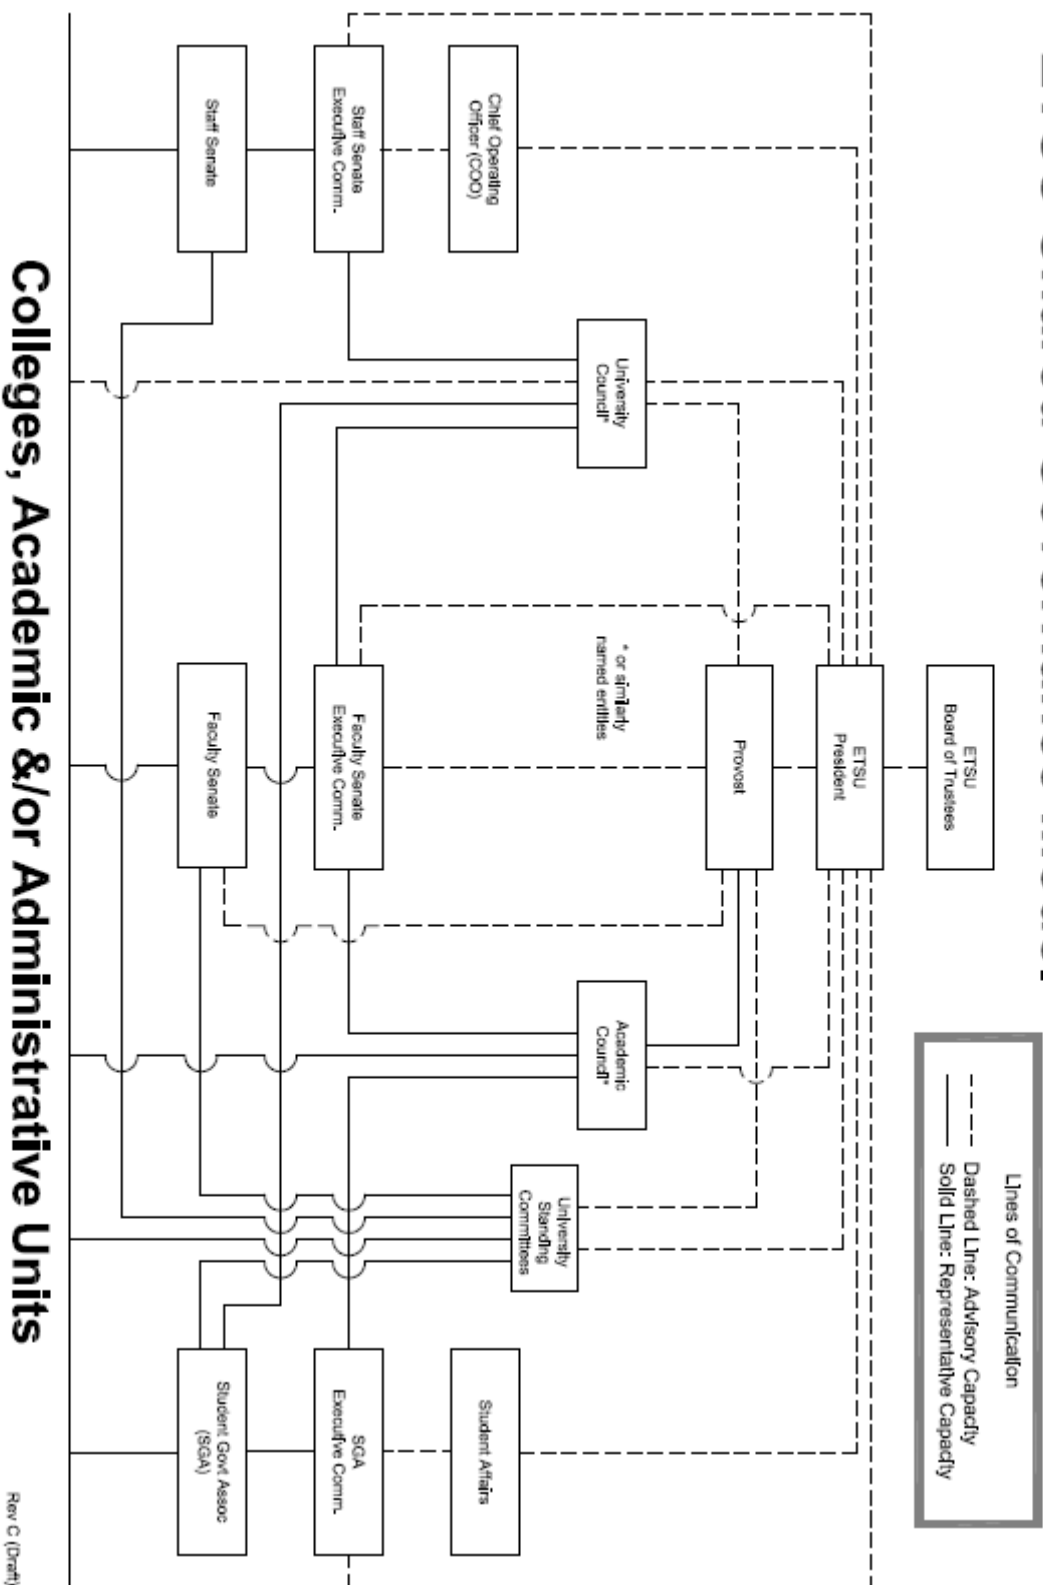 Lines of Communication
Dashed Line: Advisory Capacity
Solid Line: Representative Capacity
ETSU
Board of Trustees
ETSU
President
Provost
* or similarly
named entities
University
Council*
Academic
Council*
University
Standing
Committees
Chief Operating
Officer (COO)
Student Affairs
Staff Senate
Executive Comm.
Faculty Senate
Executive Comm.
SGA
Executive Comm.
Staff Senate
Faculty Senate
Student Govt Assoc
(SGA)
Colleges, Academic &/or Administrative Units
Rev C (Draft)